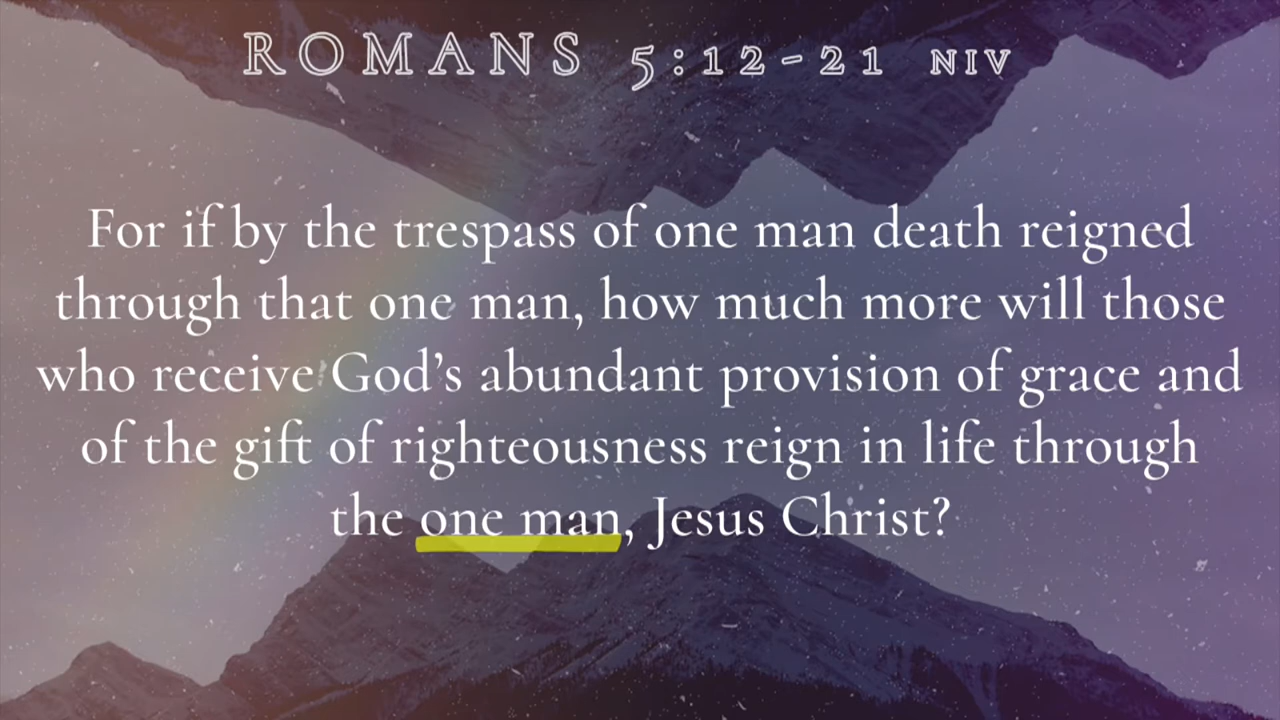 ROMANS 5:12-21 NIV
For if by the trespass of one man death reigned
through that one man, how much more will those
who receive God’s abundant provision of grace and
of the gift of righteousness reign in life through
the one man, Jesus Christ?